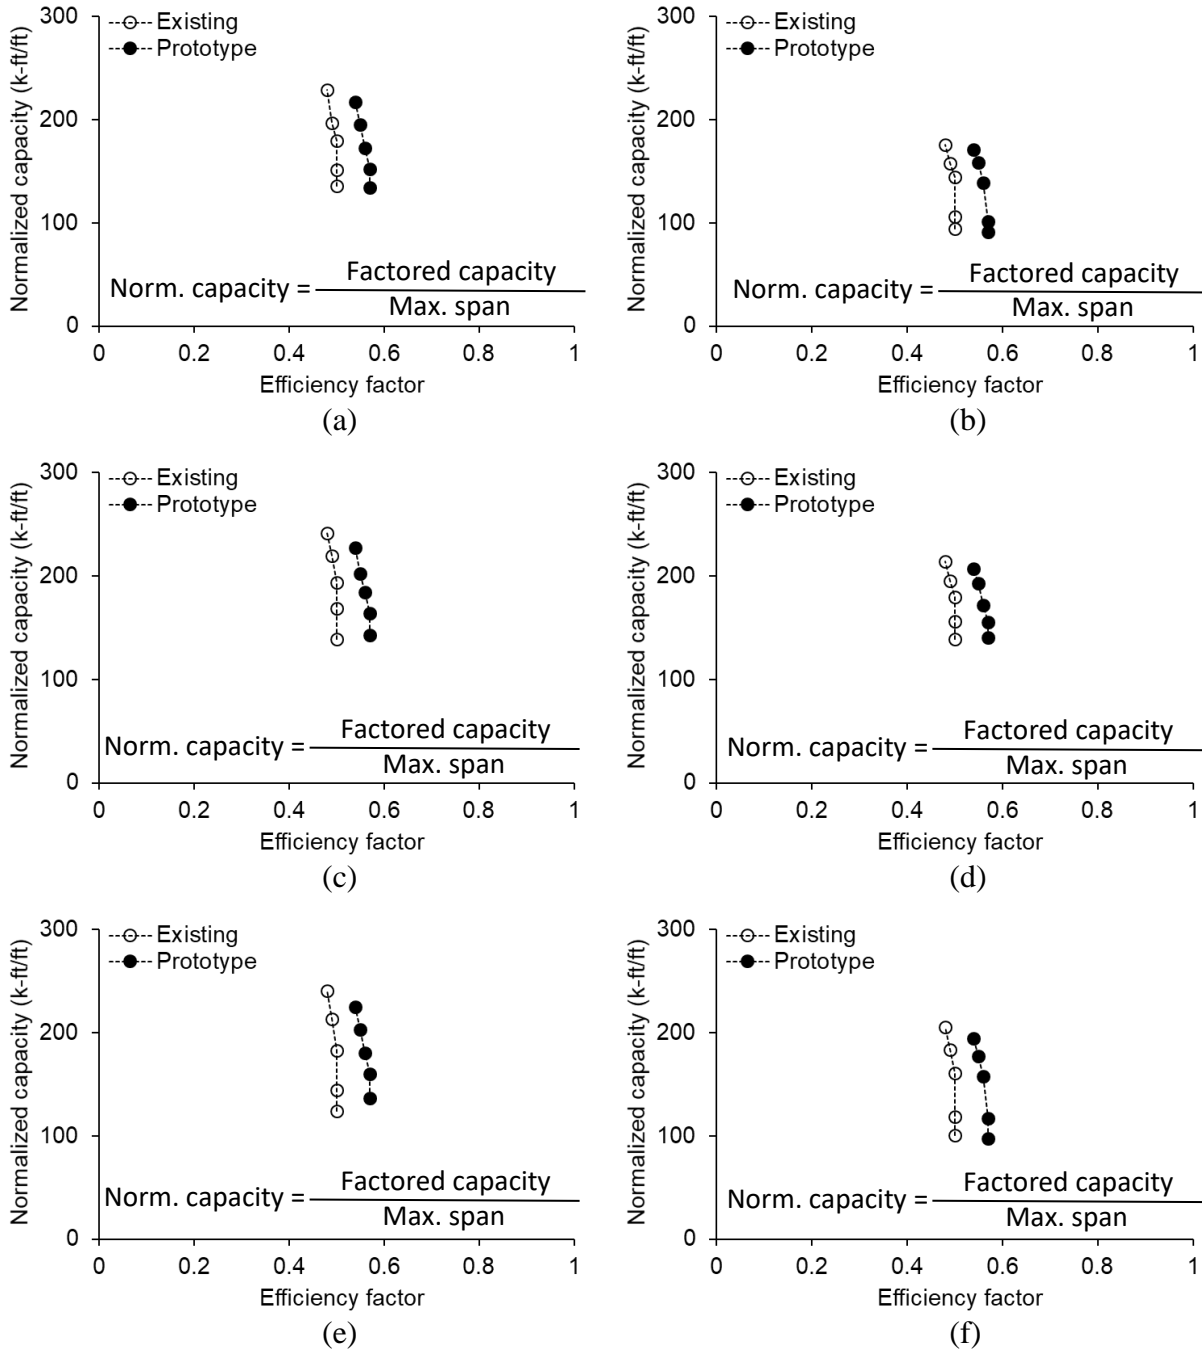 Normalized capacity (k-ft/ft)
300
200
100
0
Existing
Prototype
Norm. capacity = Factored capacity
Max. span
0 0.2 0.4 0.6 0.8 1
Efficiency factor
(a)
Normalized capacity (k-ft/ft)
300
200
100
0
Existing
Prototype
Norm. capacity = Factored capacity
Max. span
0 0.2 0.4 0.6 0.8 1
Efficiency factor
(b)
Normalized capacity (k-ft/ft)
300
200
100
0
Existing
Prototype
Norm. capacity = Factored capacity
Max. span
0 0.2 0.4 0.6 0.8 1
Efficiency factor
(c)
Normalized capacity (k-ft/ft)
300
200
100
0
Existing
Prototype
Norm. capacity = Factored capacity
Max. span
0 0.2 0.4 0.6 0.8 1
Efficiency factor
(d)
Normalized capacity (k-ft/ft)
300
200
100
0
Existing
Prototype
Norm. capacity = Factored capacity
Max. span
0 0.2 0.4 0.6 0.8 1
Efficiency factor
(e)
Normalized capacity (k-ft/ft)
300
200
100
0
Existing
Prototype
Norm. capacity = Factored capacity
Max. span
0 0.2 0.4 0.6 0.8 1
Efficiency factor
(f)